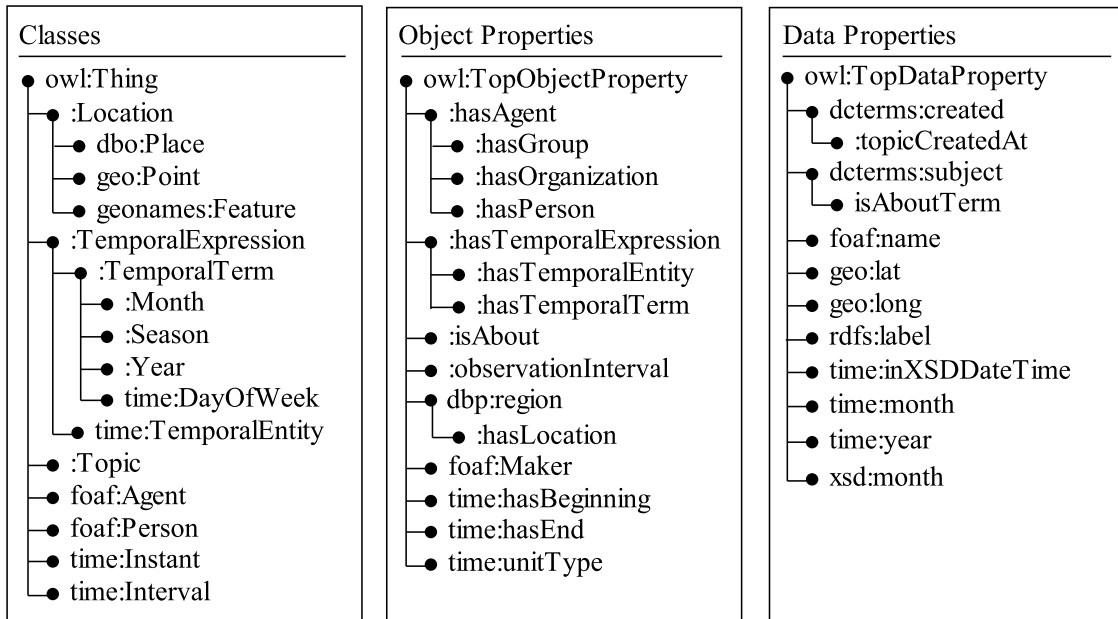 Classes
owl:Thing
:Location
dbo:Place
geo:Point
geonames:Feature
:TemporalExpression
:TemporalTerm
:Month
:Season
:Year
time:DayOfWeek
time:TemporalEntity
:Topic
foaf:Agent
foaf:Person
time:Instant
time:Interval
Object Properties
owl:TopObjectProperty
:hasAgent
:hasGroup
:hasOrganization
:hasPerson
:hasTemporalExpression
:hasTemporalEntity
:hasTemporalTerm
:isAbout
:observationInterval
dbp:region
:hasLocation
foaf:Maker
time:hasBeginning
time:hasEnd
time:unitType
Data Properties
owl:TopDataProperty
dcterms:created
:topicCreatedAt
dcterms:subject
isAboutTerm
foaf:name
geo:lat
geo:long
rdfs:label
time:inXSDDateTime
time:month
time:year
xsd:month